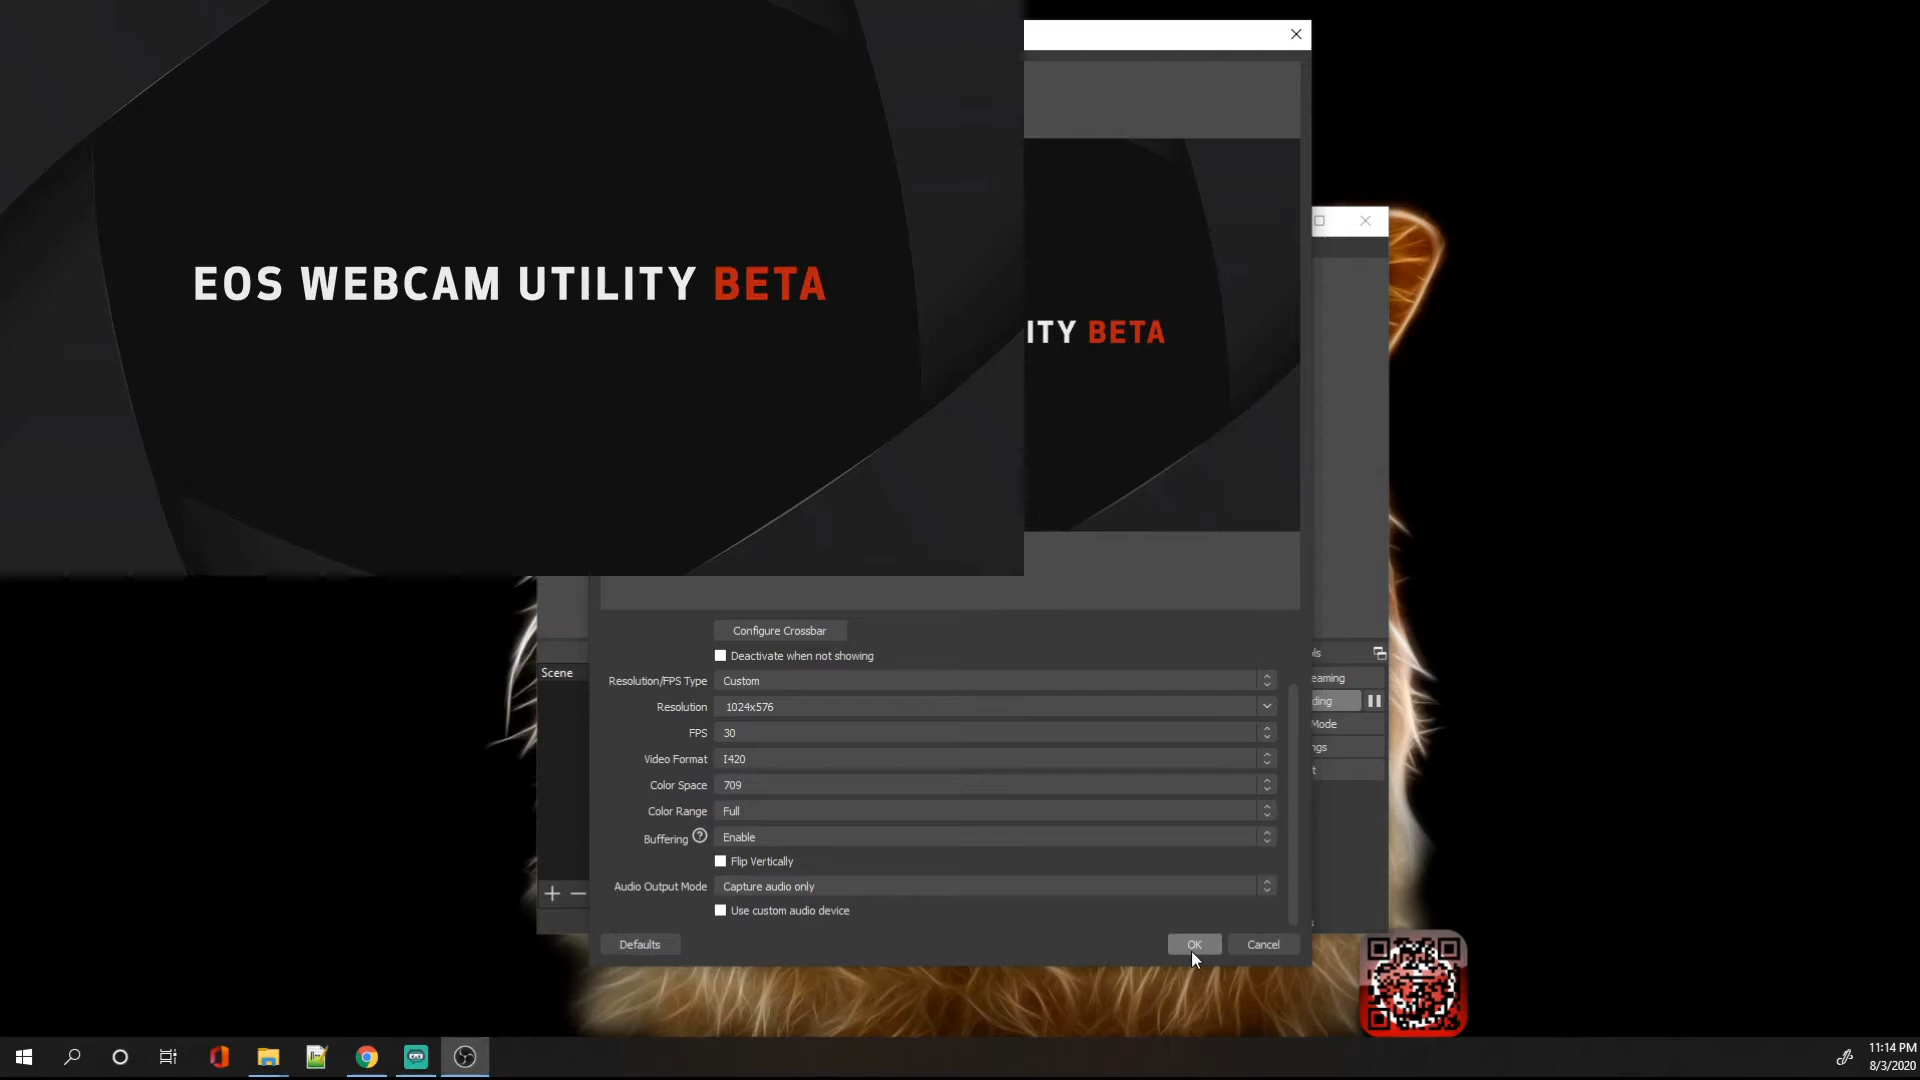 EOS WEBCAM UTILITY BETA
ITY BETA
Configure Crossbar
Deactivate when not showing
Resolution/FPS Type Custom
Resolution 1024x576
FPS 30
Video Format I420
Color Space 709
Color Range Full
Buffering ? Enable
Flip Vertically
Audio Output Mode Capture audio only
Use custom audio device
Defaults OK Cancel
Scene
ls
eaming
ding
Mode
ngs
t
11:14 PM
8/3/2020